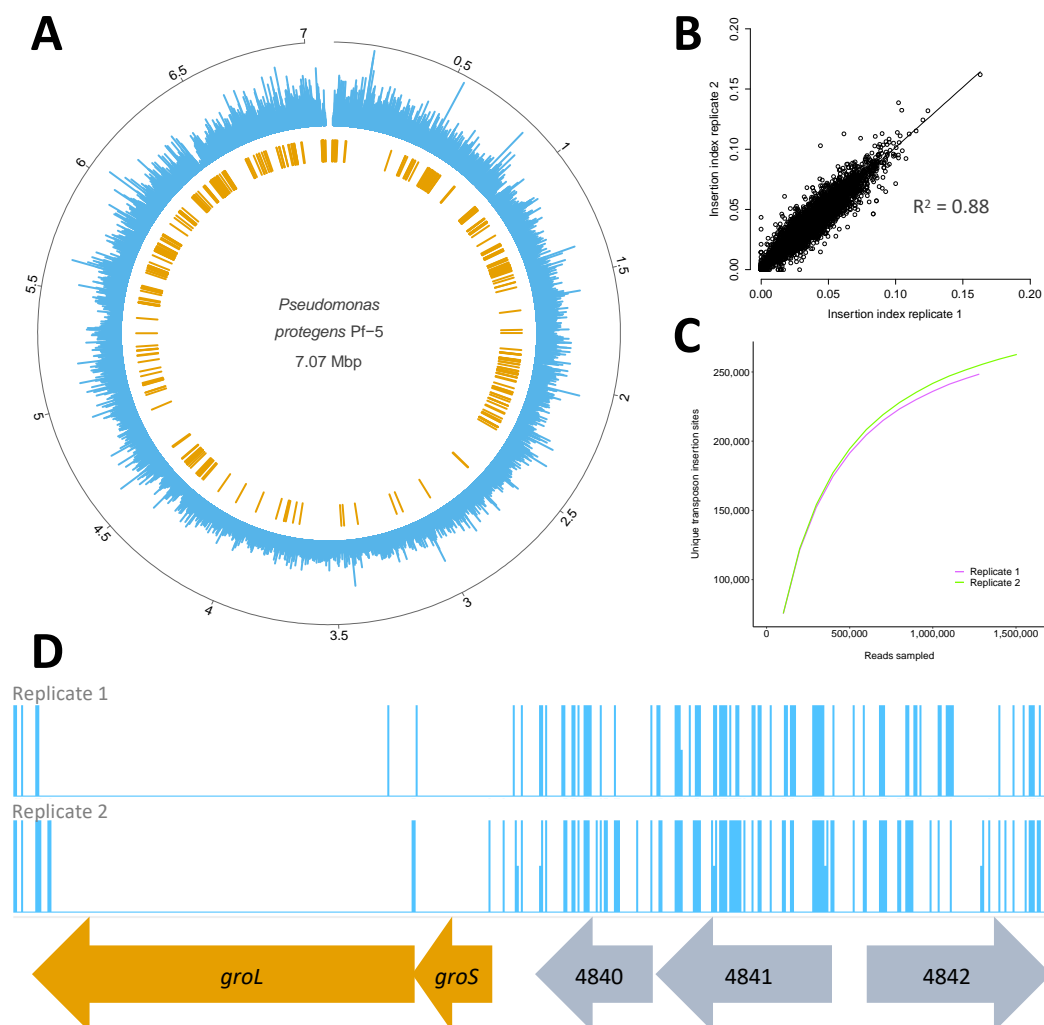 A
7
0.5
1
1.5
2
2.5
3
3.5
4
4.5
5
5.5
6
6.5
Pseudomonas
protegens Pf−5
7.07 Mbp
B
Insertion index replicate 2
0.00
0.05
0.10
0.15
0.20
R² = 0.88
0.00 0.05 0.10 0.15 0.20
Insertion index replicate 1
C
Unique transposon insertion sites
250,000
200,000
150,000
100,000
Replicate 1
Replicate 2
0 500,000 1,000,000 1,500,000
Reads sampled
D
Replicate 1
Replicate 2
groL groS 4840 4841 4842